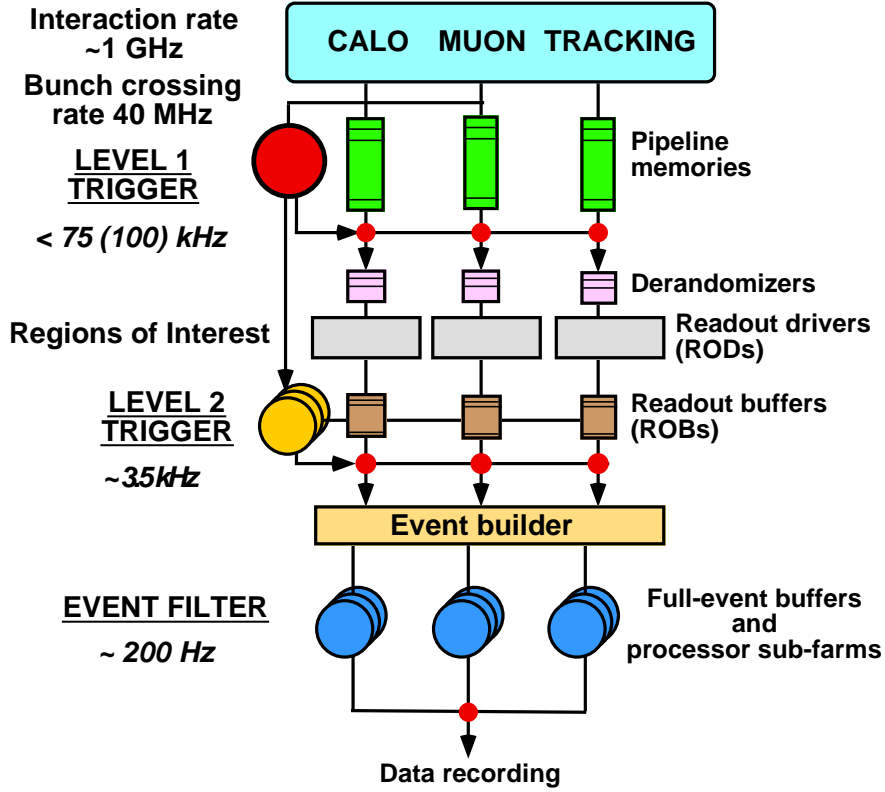 Interaction rate
~1 GHz
CALO MUON TRACKING
Bunch crossing
rate 40 MHz
LEVEL 1
TRIGGER
Pipeline
memories
< 75 (100) kHz
Derandomizers
Regions of Interest
Readout drivers
(RODs)
LEVEL 2
TRIGGER
Readout buffers
(ROBs)
~3.5 kHz
Event builder
EVENT FILTER
~ 200 Hz
Full-event buffers
and
processor sub-farms
Data recording